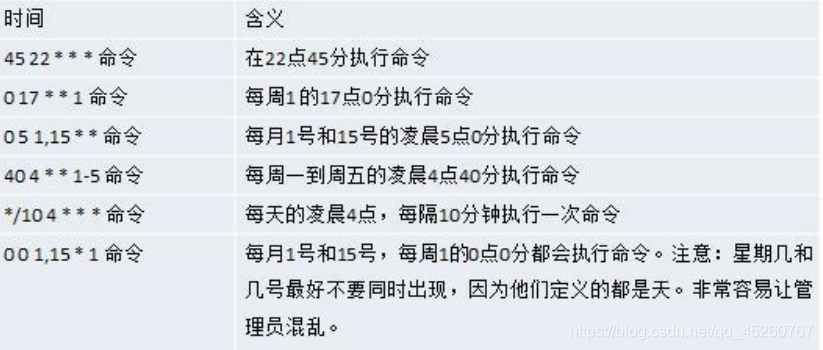 时间 含义
45 22 * * * 命令 在22点45分执行命令
0 17 * * 1 命令 每周1的17点0分执行命令
0 5 1,15 * * 命令 每月1号和15号的凌晨5点0分执行命令
40 4 * * 1-5 命令 每周一到周五的凌晨4点40分执行命令
*/10 4 * * * 命令 每天的凌晨4点，每隔10分钟执行一次命令
0 0 1,15 * 1 命令 每月1号和15号，每周1的0点0分都会执行命令。注意：星期几和
几号最好不要同时出现，因为他们定义的都是天。非常容易让管
理员混乱。
https://blog.csdn.net/qq_45260767